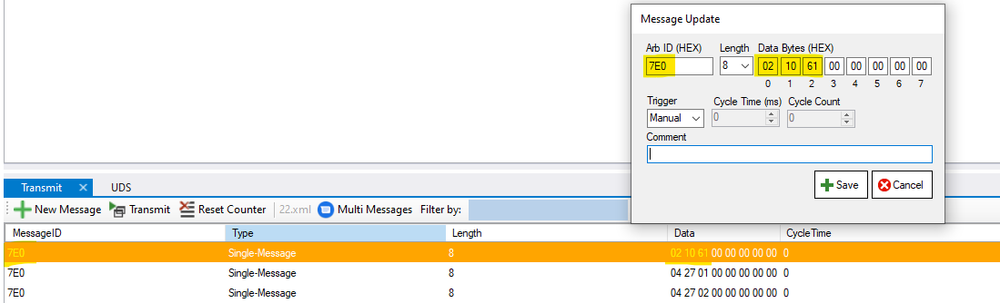 Message Update
Arb ID (HEX) Length Data Bytes (HEX)
7E0 8 02 10 61 00 00 00 00 00
0 1 2 3 4 5 6 7
Trigger Cycle Time (ms) Cycle Count
Manual 0 0
Comment
Save Cancel
Transmit UDS
New Message Transmit Reset Counter 22.xml Multi Messages Filter by:
MessageID Type Length Data CycleTime
7E0 Single-Message 8 02 10 61 00 00 00 00 00 0
7E0 Single-Message 8 04 27 01 00 00 00 00 00 0
7E0 Single-Message 8 04 27 02 00 00 00 00 00 0